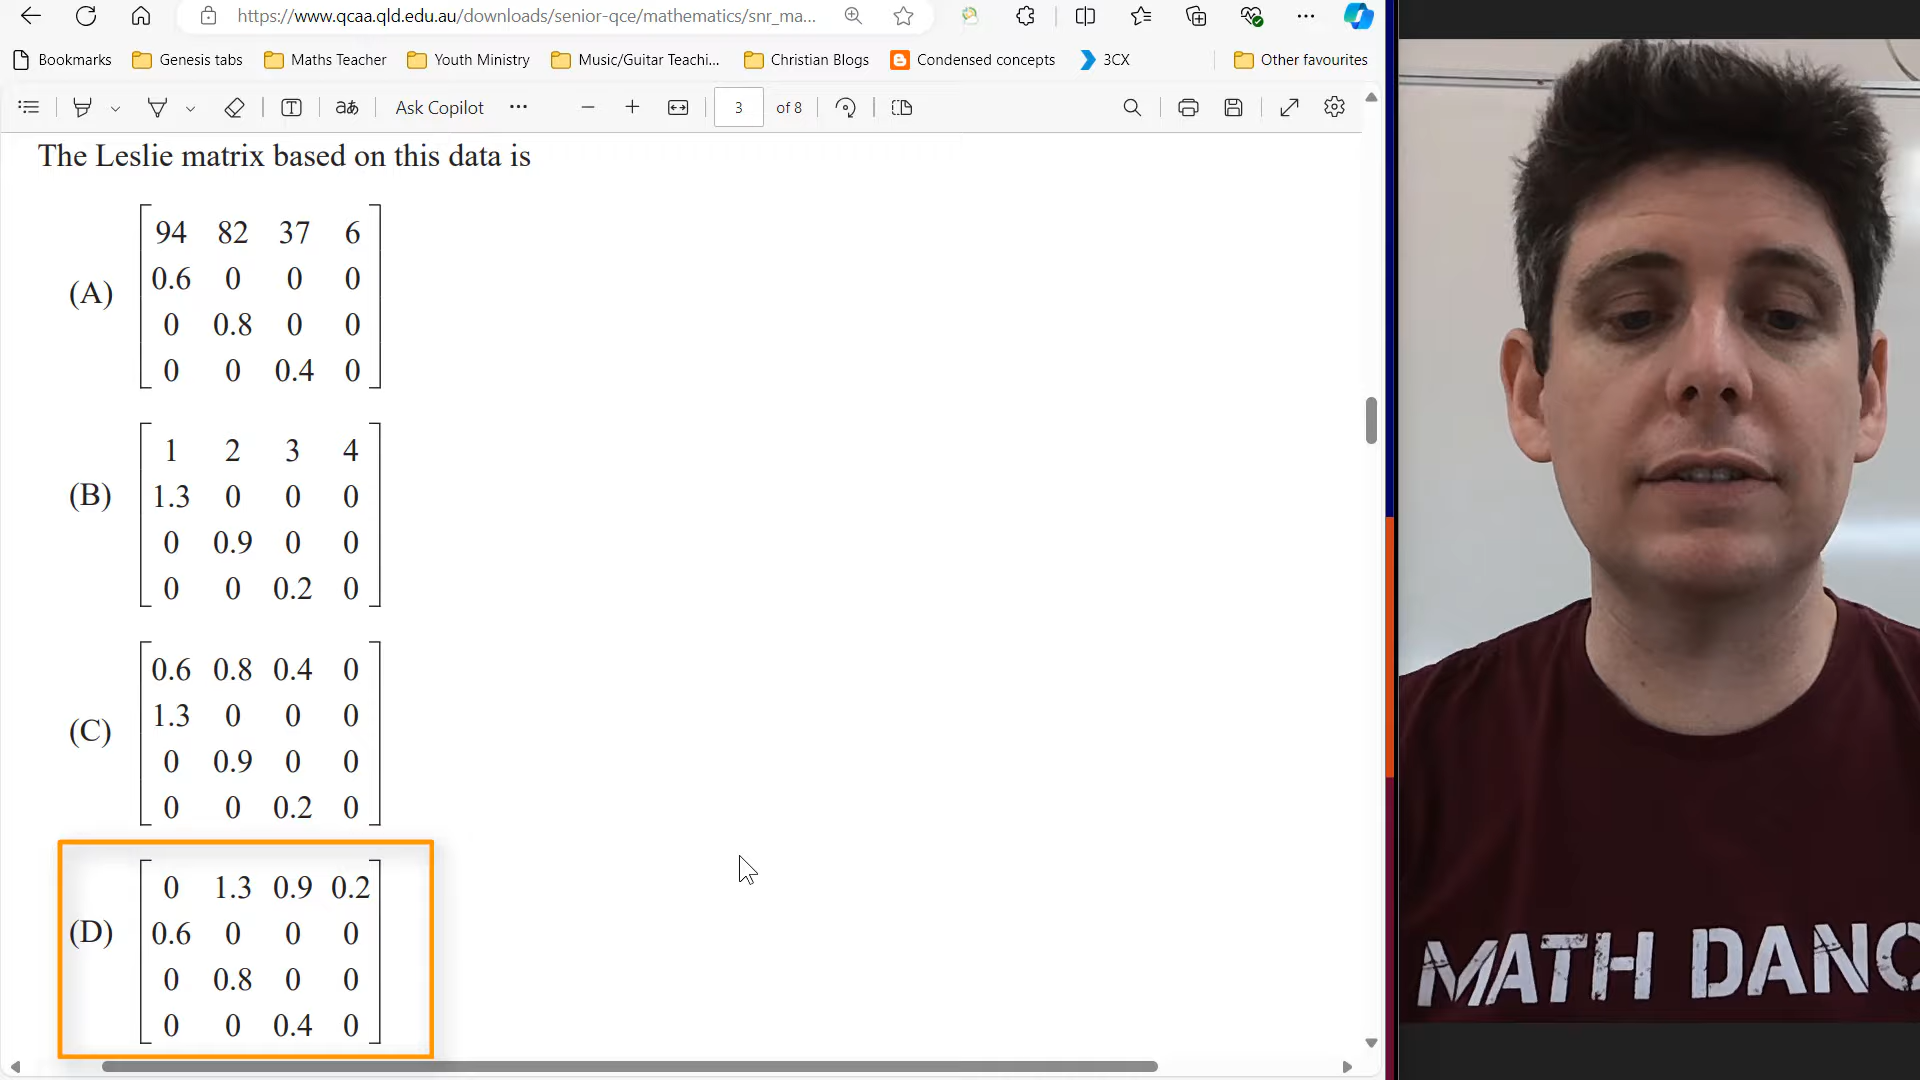 https://www.qcaa.qld.edu.au/downloads/senior-qce/mathematics/snr_ma...
Bookmarks Genesis tabs Maths Teacher Youth Ministry Music/Guitar Teachi... Christian Blogs Condensed concepts 3CX Other favourites
aあ Ask Copilot 3 of 8
The Leslie matrix based on this data is
(A)
94 82 37 6
0.6 0 0 0
0 0.8 0 0
0 0 0.4 0
(B)
1 2 3 4
1.3 0 0 0
0 0.9 0 0
0 0 0.2 0
(C)
0.6 0.8 0.4 0
1.3 0 0 0
0 0.9 0 0
0 0 0.2 0
(D)
0 1.3 0.9 0.2
0.6 0 0 0
0 0.8 0 0
0 0 0.4 0
MATH DANC